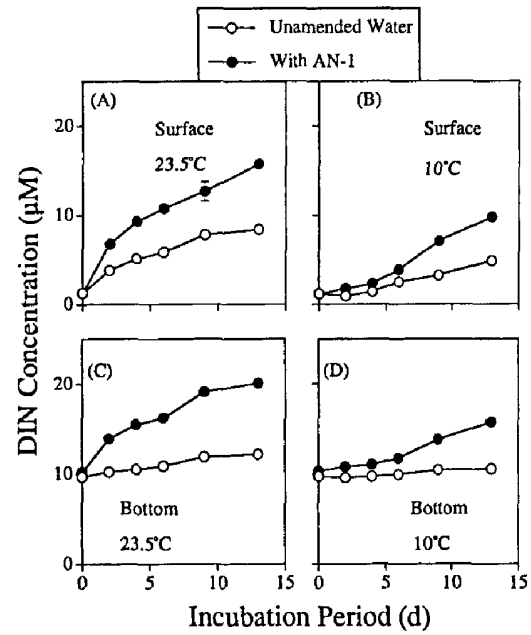 Unamended Water
With AN-1
(A)
Surface
23.5°C
(B)
Surface
10°C
20
10
0
(C)
Bottom
23.5°C
(D)
Bottom
10°C
20
10
0
0 5 10 15 0 5 10 15
DIN Concentration (μM)
Incubation Period (d)